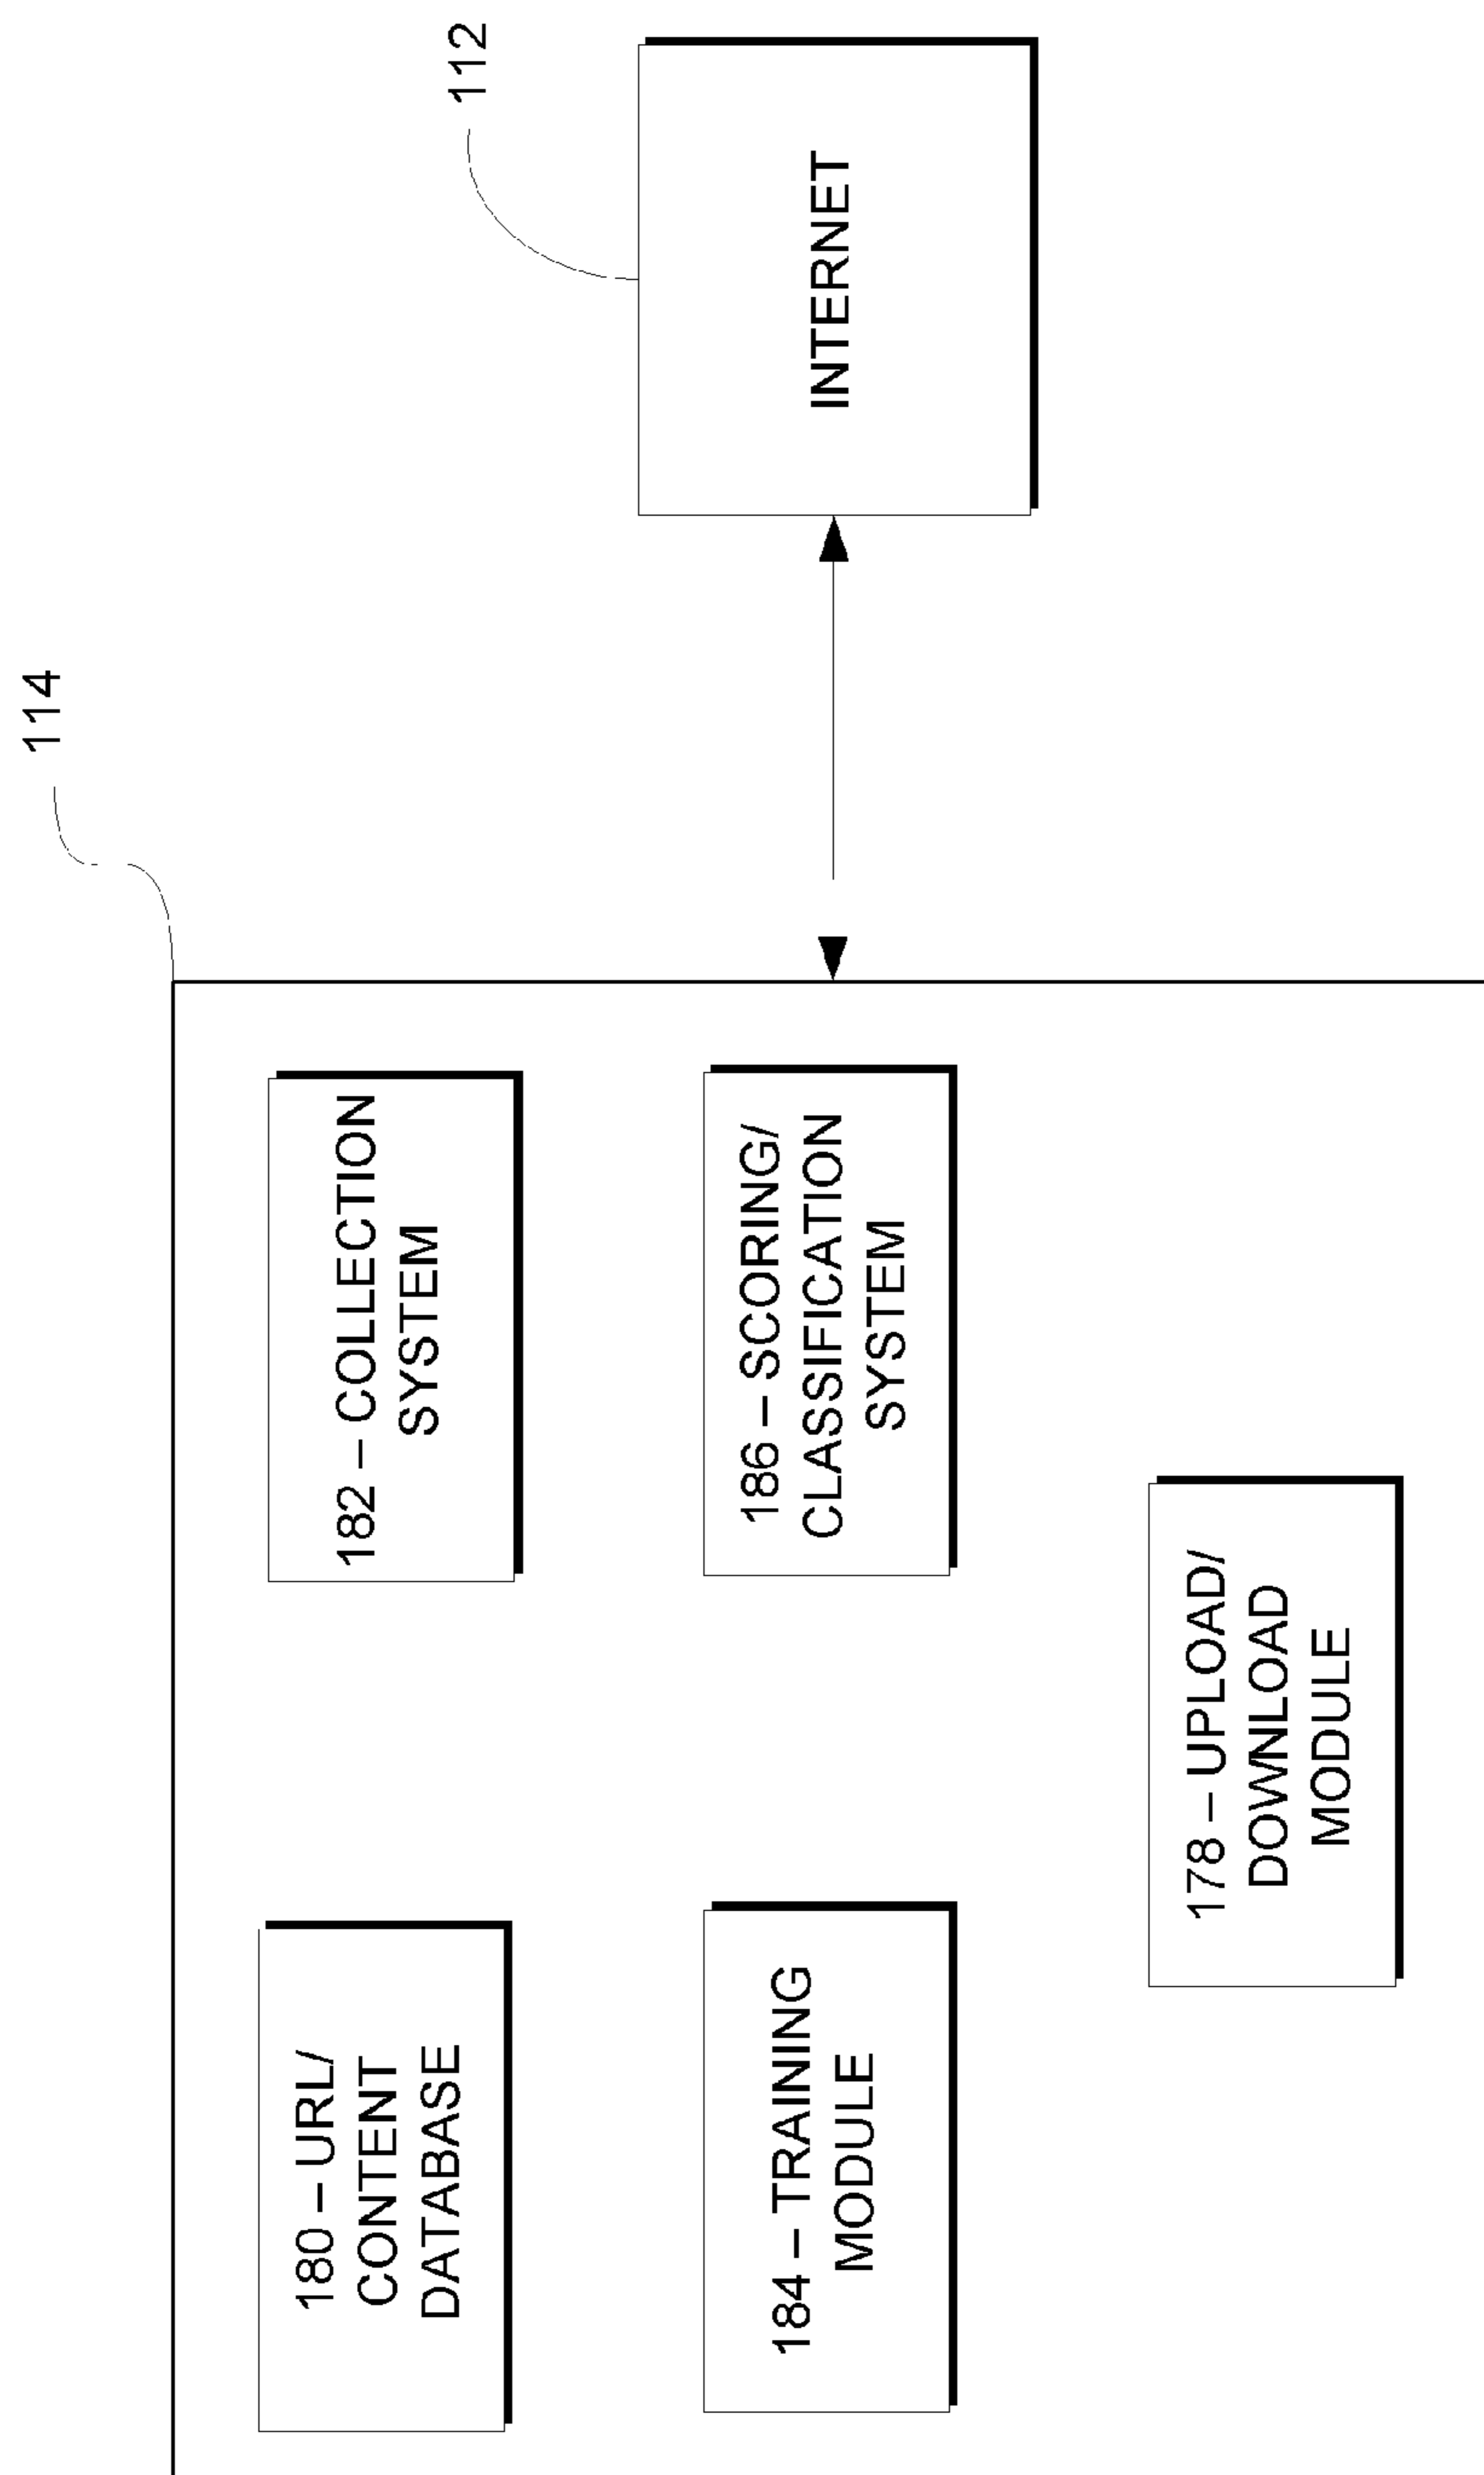 114
112
180 – URL/
CONTENT
DATABASE
182 – COLLECTION
SYSTEM
INTERNET
184 – TRAINING
MODULE
186 – SCORING/
CLASSIFICATION
SYSTEM
178 – UPLOAD/
DOWNLOAD
MODULE